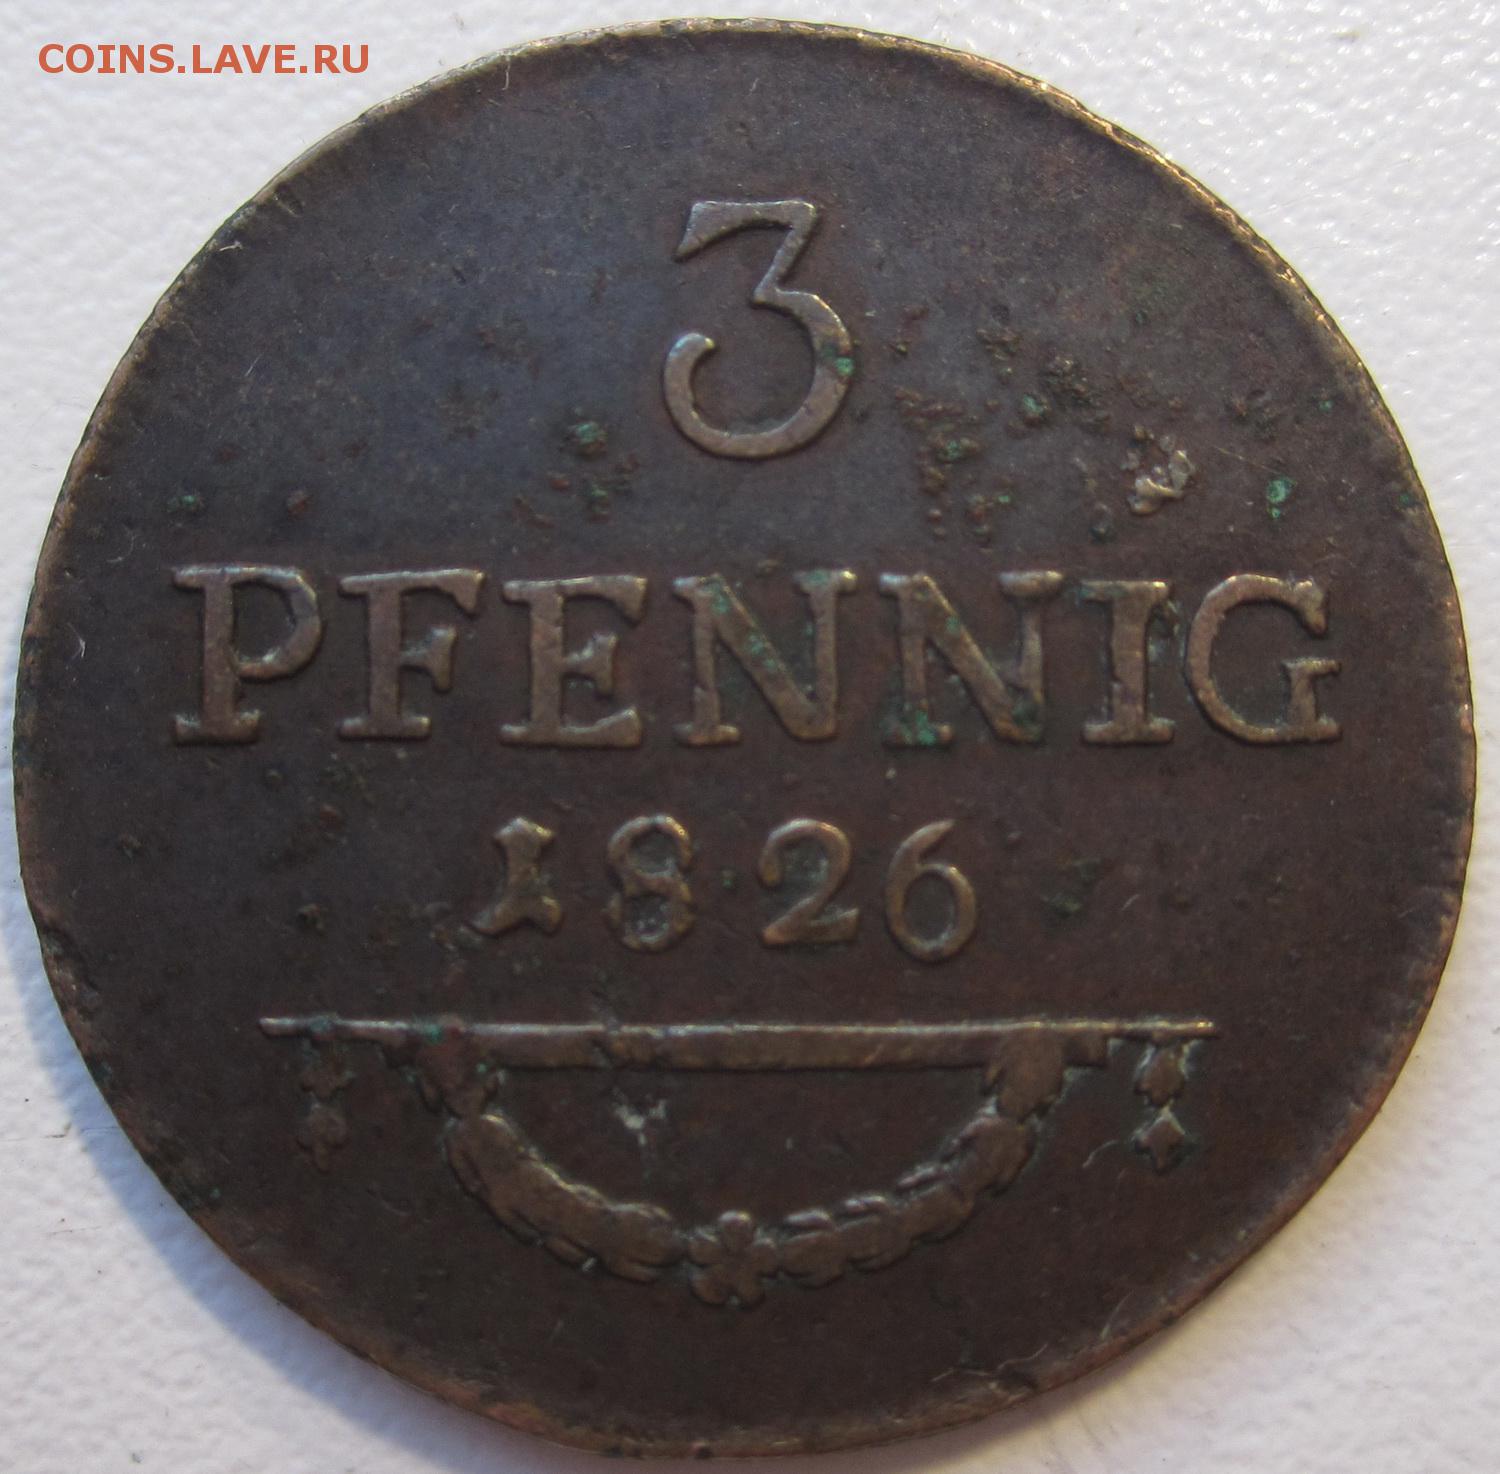 COINS.LAVE.RU
3
PFENNIG
1826